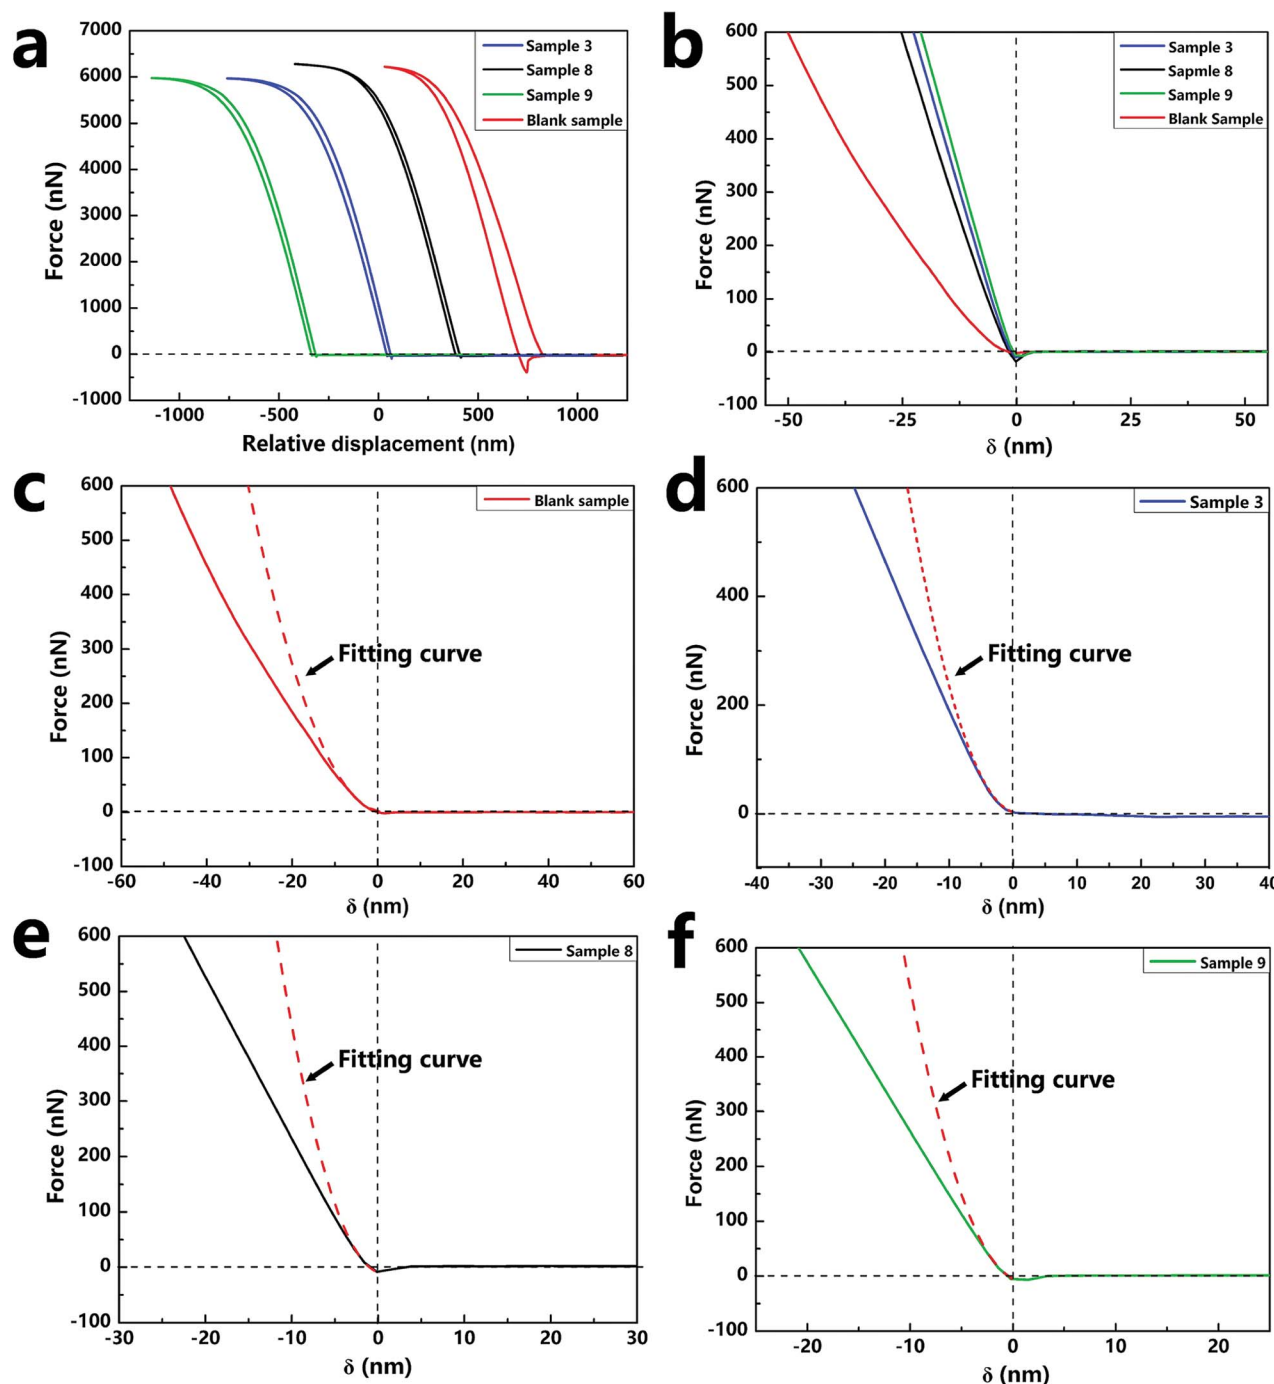 a
7000
6000
5000
4000
3000
2000
1000
0
-1000
Force (nN)
-1000 -500 0 500 1000
Relative displacement (nm)
Sample 3
Sample 8
Sample 9
Blank sample
b
600
500
400
300
200
100
0
-100
Force (nN)
-50 -25 0 25 50
δ (nm)
Sample 3
Sapmle 8
Sample 9
Blank Sample
c
600
500
400
300
200
100
0
-100
Force (nN)
-60 -40 -20 0 20 40 60
δ (nm)
Blank sample
Fitting curve
d
600
400
200
0
Force (nN)
-40 -30 -20 -10 0 10 20 30 40
δ (nm)
Sample 3
Fitting curve
e
600
500
400
300
200
100
0
-100
Force (nN)
-30 -20 -10 0 10 20 30
δ (nm)
Sample 8
Fitting curve
f
600
500
400
300
200
100
0
-100
Force (nN)
-20 -10 0 10 20
δ (nm)
Sample 9
Fitting curve